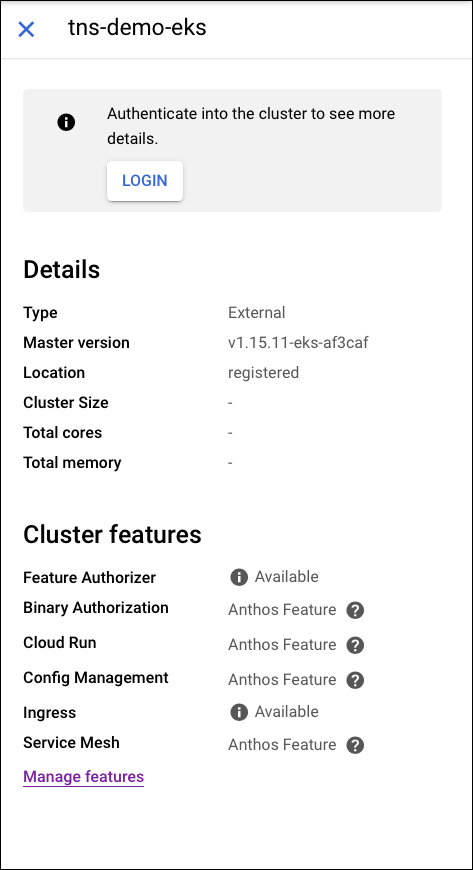 tns-demo-eks
Authenticate into the cluster to see more
details.
LOGIN
Details
Type External
Master version v1.15.11-eks-af3caf
Location registered
Cluster Size -
Total cores -
Total memory -
Cluster features
Feature Authorizer Available
Binary Authorization Anthos Feature
Cloud Run Anthos Feature
Config Management Anthos Feature
Ingress Available
Service Mesh Anthos Feature
Manage features